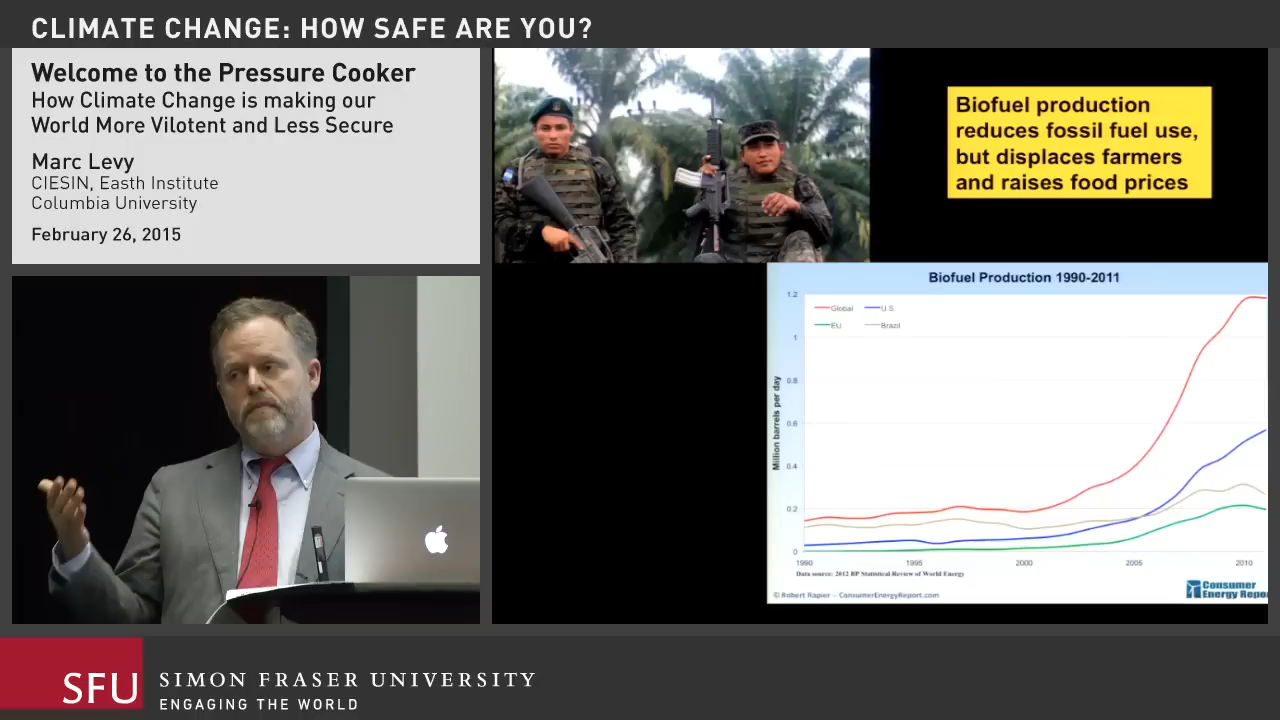 CLIMATE CHANGE: HOW SAFE ARE YOU?
Welcome to the Pressure Cooker
How Climate Change is making our
World More Vilotent and Less Secure
Marc Levy
CIESIN, Easth Institute
Columbia University
February 26, 2015
Biofuel production
reduces fossil fuel use,
but displaces farmers
and raises food prices
Biofuel Production 1990-2011
Global U.S.
EU Brazil
Million barrels per day
1.2
1
0.8
0.6
0.4
0.2
0
1990 1995 2000 2005 2010
Data source: 2012 BP Statistical Review of World Energy
© Robert Rapier -- ConsumerEnergyReport.com
Consumer
Energy Repo
SFU
SIMON FRASER UNIVERSITY
ENGAGING THE WORLD